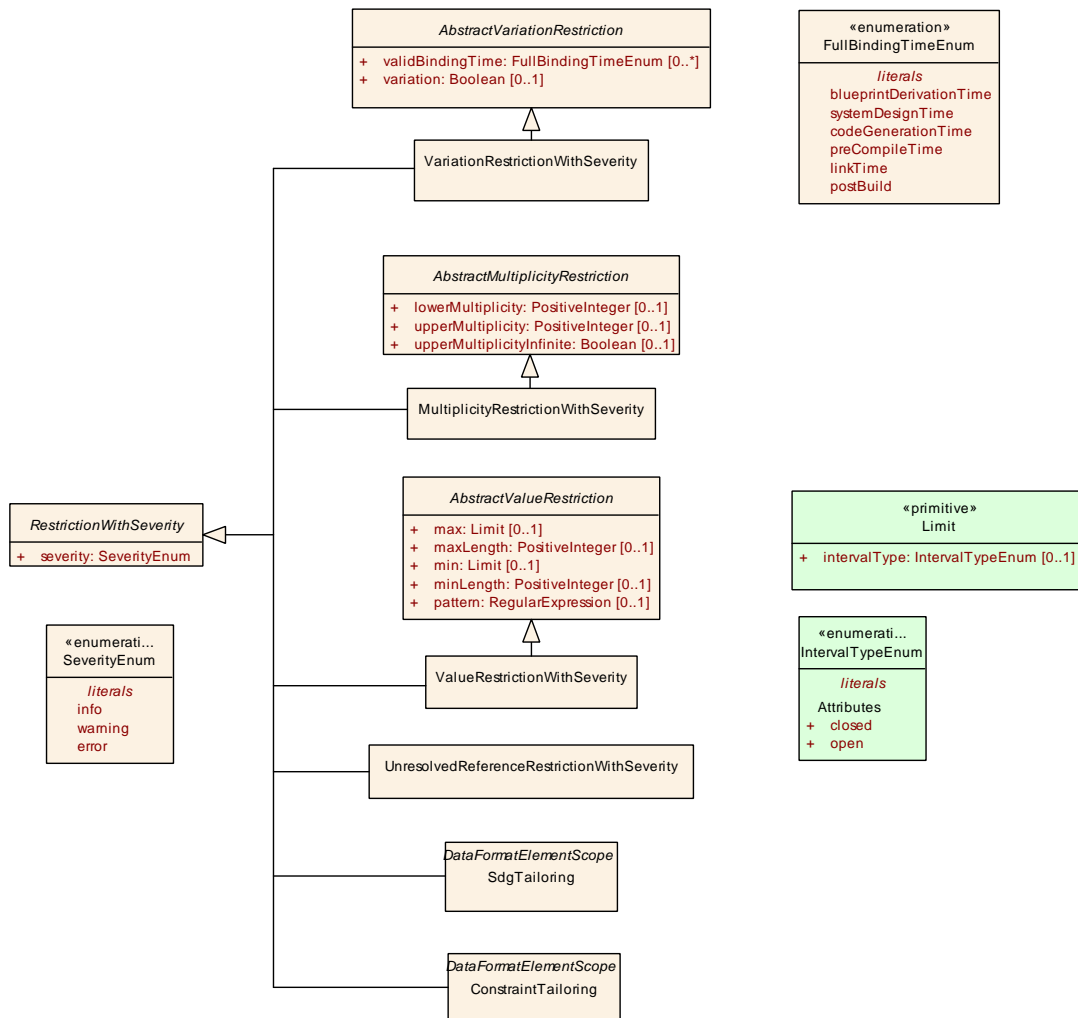 AbstractVariationRestriction
+ validBindingTime: FullBindingTimeEnum [0..*]
+ variation: Boolean [0..1]
«enumeration»
FullBindingTimeEnum
literals
blueprintDerivationTime
systemDesignTime
codeGenerationTime
preCompileTime
linkTime
postBuild
VariationRestrictionWithSeverity
AbstractMultiplicityRestriction
+ lowerMultiplicity: PositiveInteger [0..1]
+ upperMultiplicity: PositiveInteger [0..1]
+ upperMultiplicityInfinite: Boolean [0..1]
MultiplicityRestrictionWithSeverity
AbstractValueRestriction
+ max: Limit [0..1]
+ maxLength: PositiveInteger [0..1]
+ min: Limit [0..1]
+ minLength: PositiveInteger [0..1]
+ pattern: RegularExpression [0..1]
«primitive»
Limit
+ intervalType: IntervalTypeEnum [0..1]
RestrictionWithSeverity
+ severity: SeverityEnum
«enumerati...
SeverityEnum
literals
info
warning
error
«enumerati...
IntervalTypeEnum
literals
Attributes
+ closed
+ open
ValueRestrictionWithSeverity
UnresolvedReferenceRestrictionWithSeverity
DataFormatElementScope
SdgTailoring
DataFormatElementScope
ConstraintTailoring